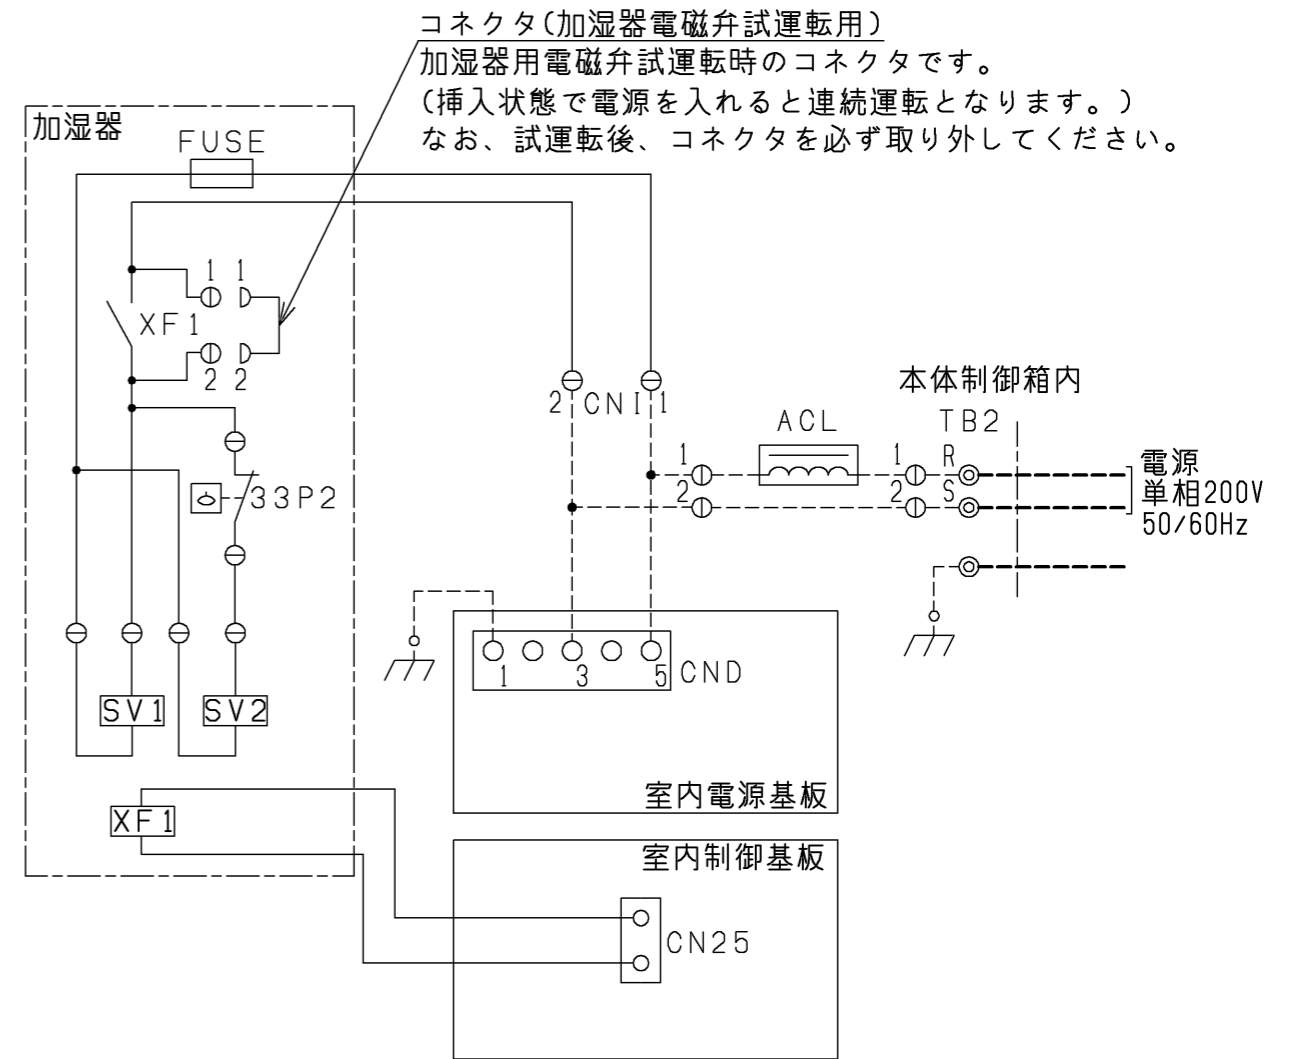 コネクタ(加湿器電磁弁試運転用)
加湿器用電磁弁試運転時のコネクタです。
(挿入状態で電源を入れると連続運転となります。)
なお、試運転後、コネクタを必ず取り外してください。
加湿器
FUSE
1 1
XF1
2 2
33P2
SV1
SV2
XF1
2 CNI 1
本体制御箱内
ACL
TB2
1
1
R
2
2
S
電源
単相200V
50/60Hz
1
3
5
CND
室内電源基板
室内制御基板
CN25